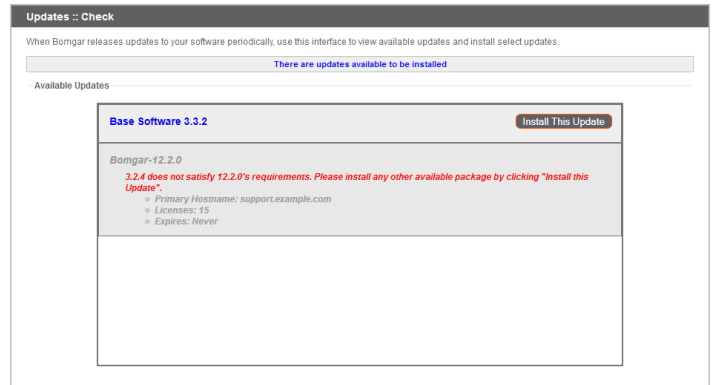 Updates :: Check
When Bomgar releases updates to your software periodically, use this interface to view available updates and install select updates.
There are updates available to be installed
Available Updates
Base Software 3.3.2
Install This Update
Bomgar-12.2.0
3.2.4 does not satisfy 12.2.0's requirements. Please install any other available package by clicking "Install this
Update".
Primary Hostname: support.example.com
Licenses: 15
Expires: Never